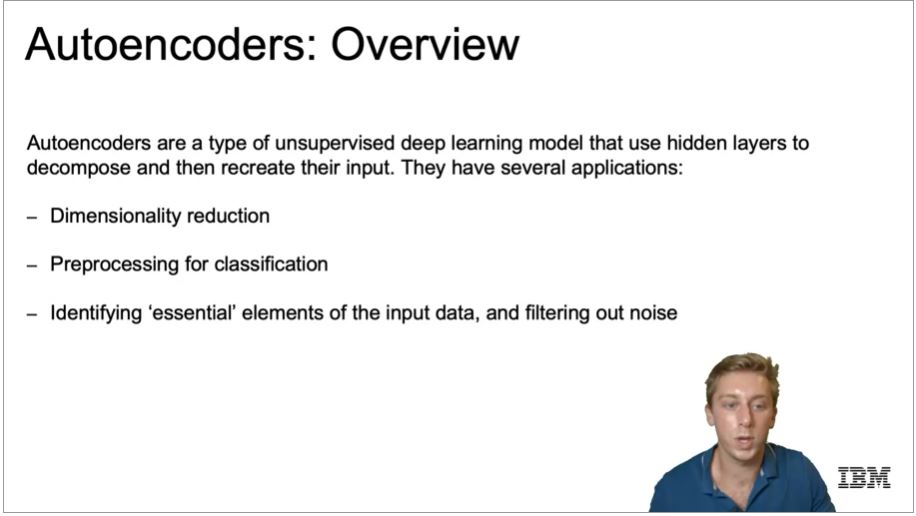 Autoencoders: Overview
Autoencoders are a type of unsupervised deep learning model that use hidden layers to
decompose and then recreate their input. They have several applications:
– Dimensionality reduction
– Preprocessing for classification
– Identifying ‘essential’ elements of the input data, and filtering out noise
IBM